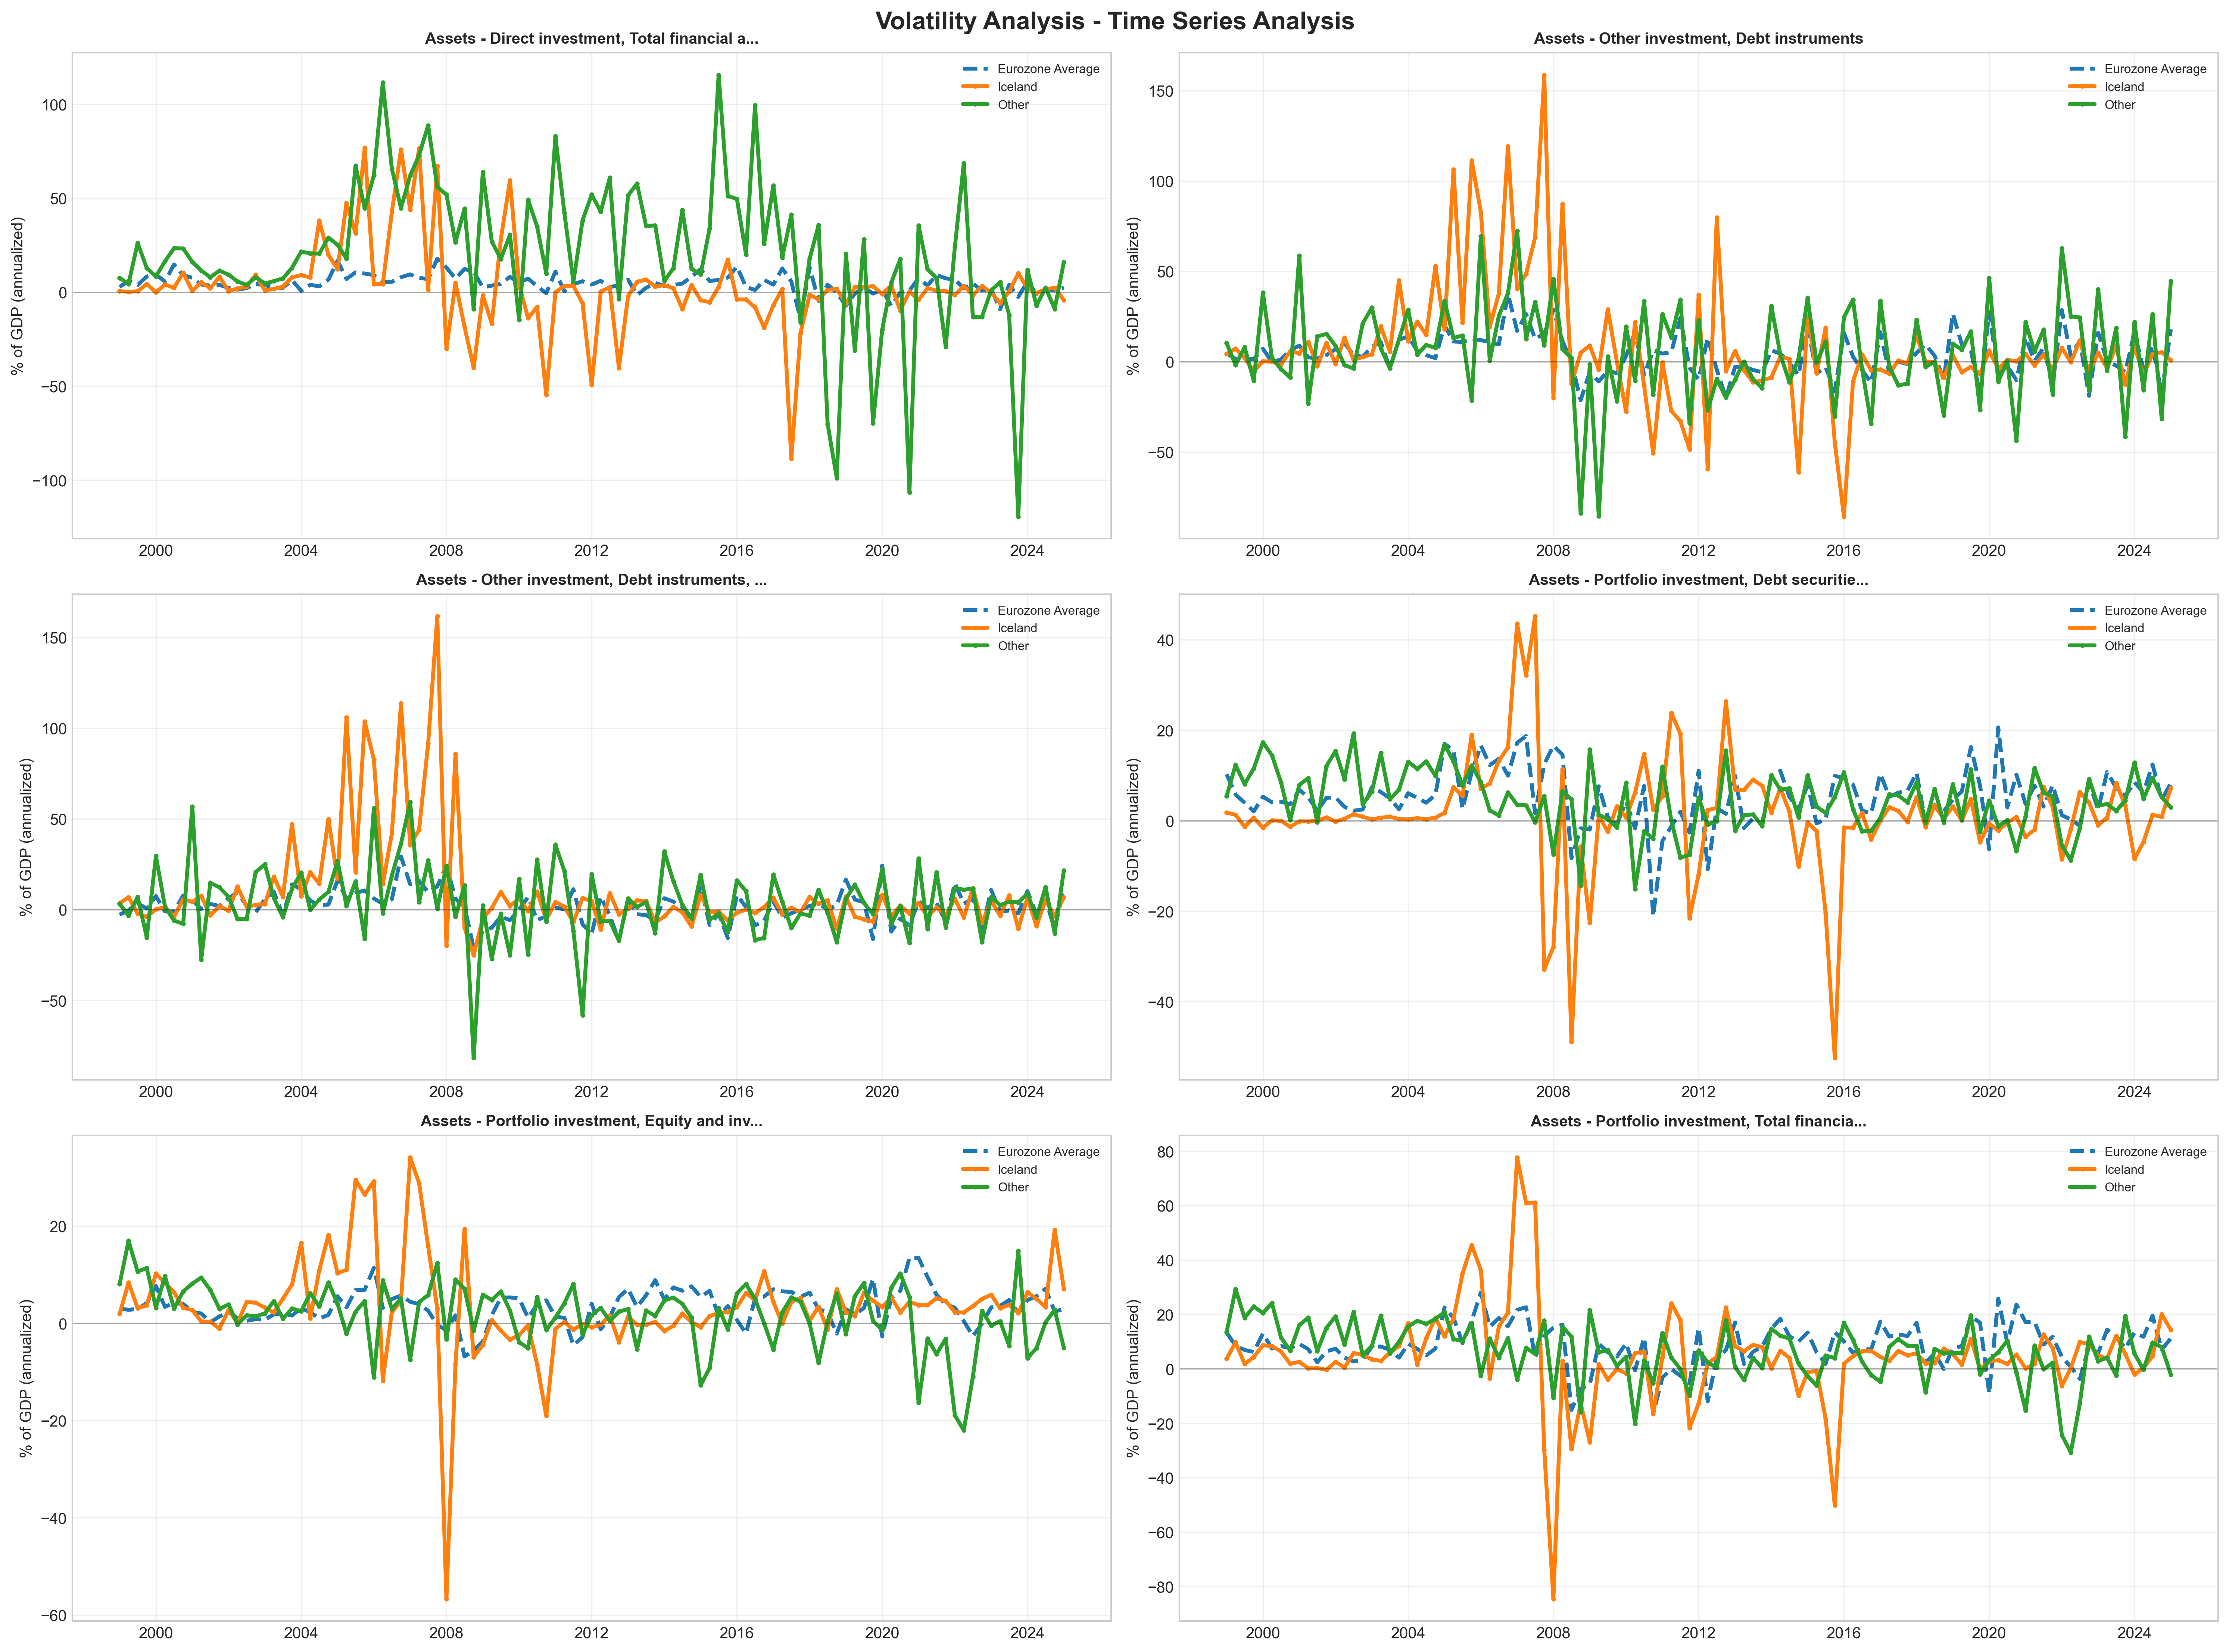 Volatility Analysis - Time Series Analysis
Assets - Direct investment, Total financial a...
% of GDP (annualized)
100
50
0
−50
−100
2000 2004 2008 2012 2016 2020 2024
Eurozone Average
Iceland
Other
Assets - Other investment, Debt instruments
% of GDP (annualized)
150
100
50
0
−50
2000 2004 2008 2012 2016 2020 2024
Eurozone Average
Iceland
Other
Assets - Other investment, Debt instruments, ...
% of GDP (annualized)
150
100
50
0
−50
2000 2004 2008 2012 2016 2020 2024
Eurozone Average
Iceland
Other
Assets - Portfolio investment, Debt securitie...
% of GDP (annualized)
40
20
0
−20
−40
2000 2004 2008 2012 2016 2020 2024
Eurozone Average
Iceland
Other
Assets - Portfolio investment, Equity and inv...
% of GDP (annualized)
20
0
−20
−40
−60
2000 2004 2008 2012 2016 2020 2024
Eurozone Average
Iceland
Other
Assets - Portfolio investment, Total financia...
% of GDP (annualized)
80
60
40
20
0
−20
−40
−60
−80
2000 2004 2008 2012 2016 2020 2024
Eurozone Average
Iceland
Other